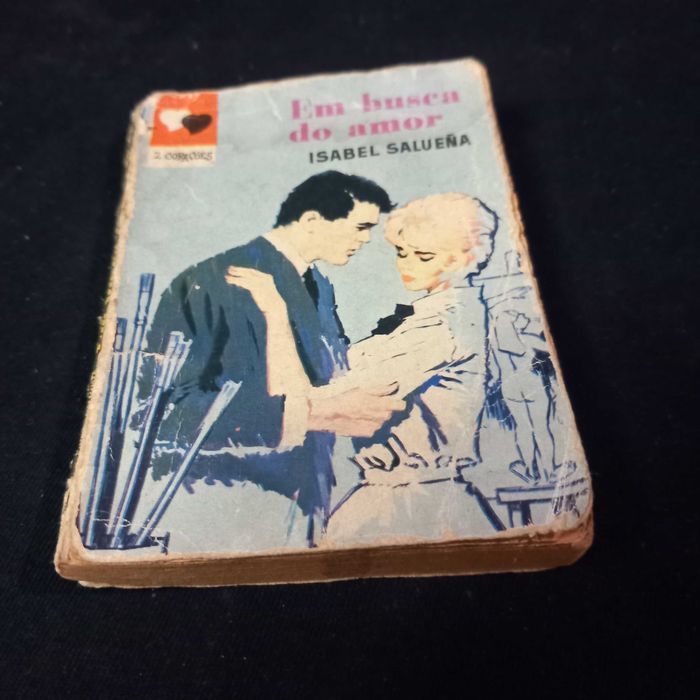 Em busca
do amor
ISABEL SALUEÑA
2 CORAÇÕES